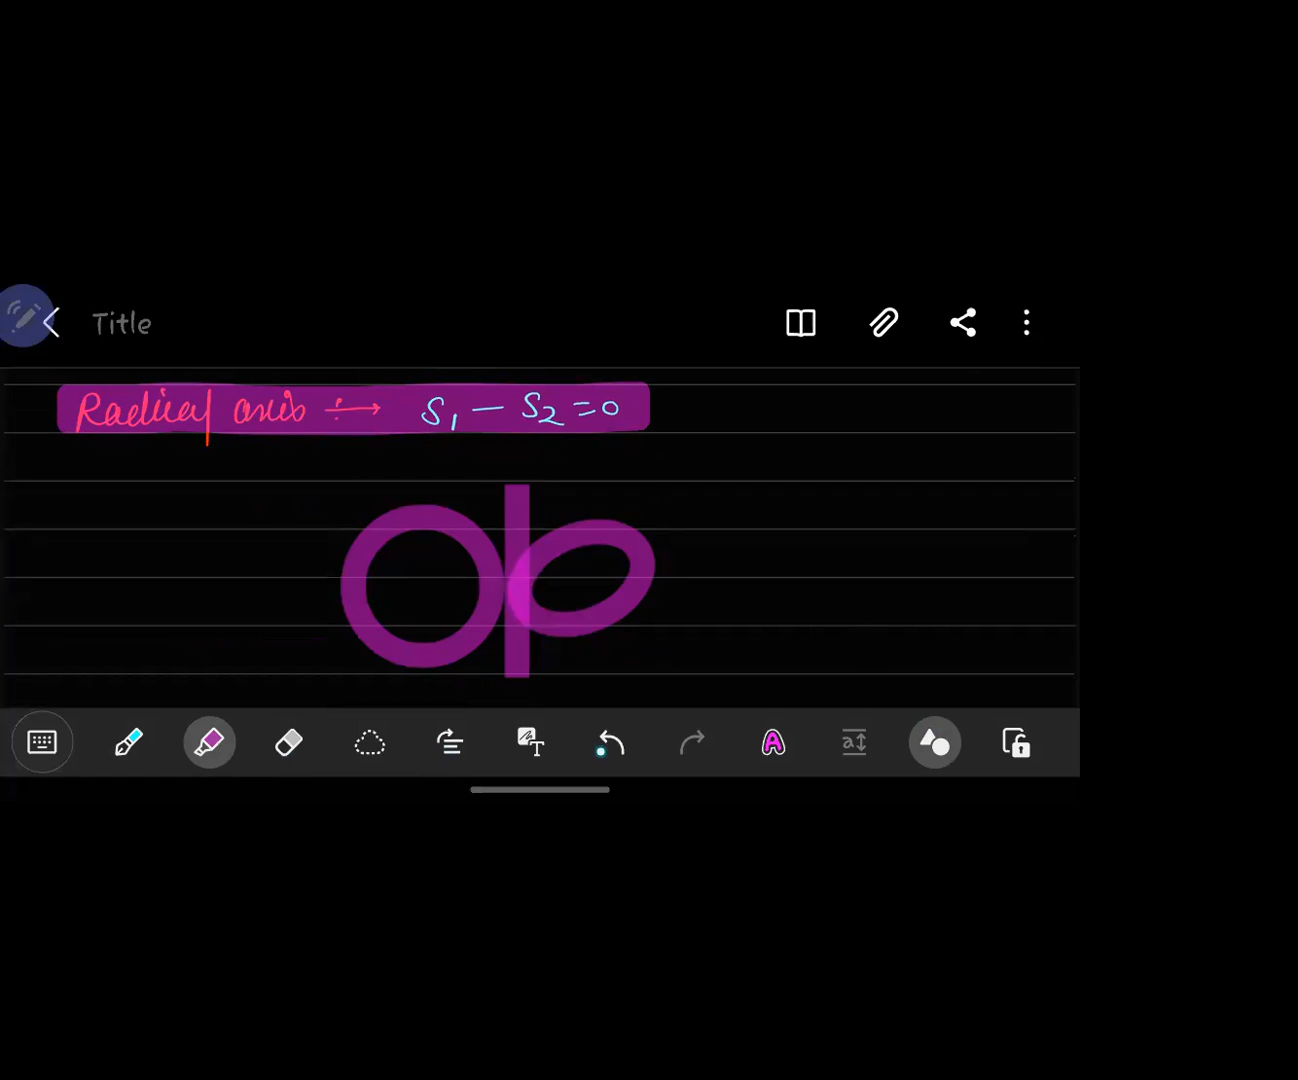 Title
Radical axis ÷→ S₁ - S₂ = 0